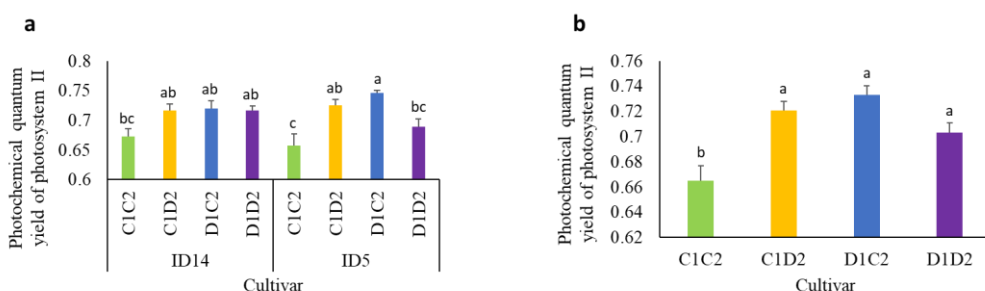 a
Photochemical quantum
yield of photosystem II
0.8
0.75
0.7
0.65
0.6
bc
ab
ab
ab
c
ab
a
bc
C1C2
C1D2
D1C2
D1D2
C1C2
C1D2
D1C2
D1D2
ID14
ID5
Cultivar
b
Photochemical quantum
yield of photosystem II
0.76
0.74
0.72
0.7
0.68
0.66
0.64
0.62
b
a
a
a
C1C2 C1D2 D1C2 D1D2
Cultivar